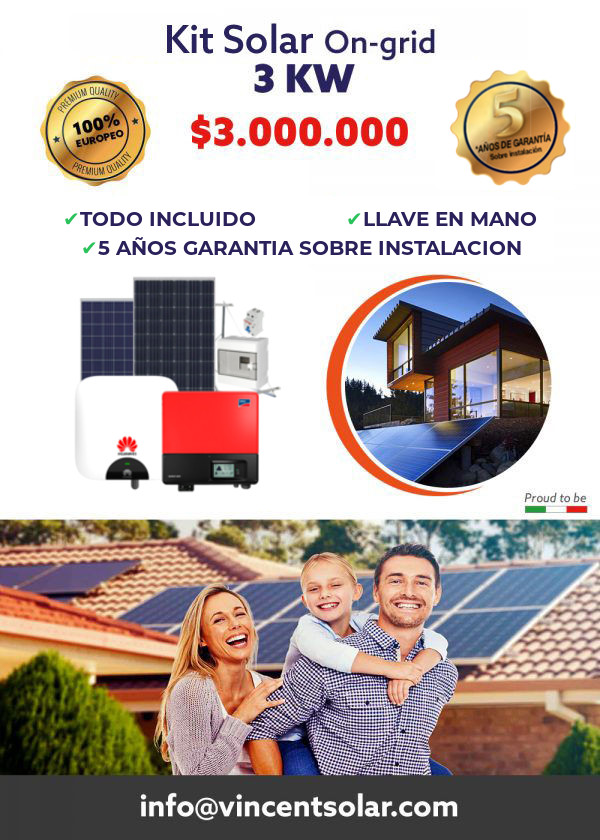 Kit Solar On-grid
3 KW
$3.000.000
PREMIUM QUALITY
100%
EUROPEO
PREMIUM QUALITY
5
*AÑOS DE GARANTÍA
Sobre instalación
✔TODO INCLUIDO
✔LLAVE EN MANO
✔5 AÑOS GARANTIA SOBRE INSTALACION
HUAWEI
Proud to be
info@vincentsolar.com